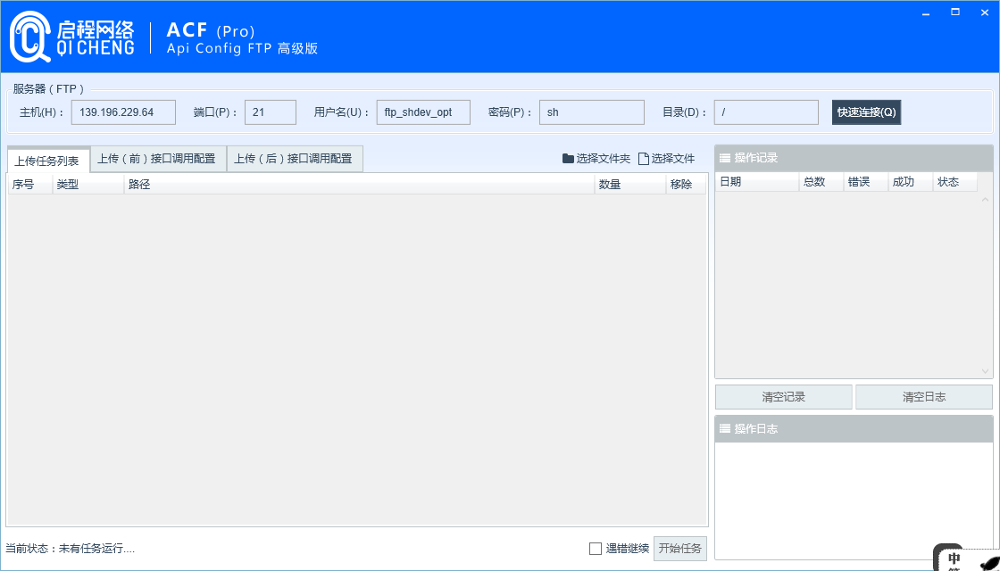 启程网络
QI CHENG
ACF (Pro)
Api Config FTP 高级版
服务器 ( FTP )
主机(H) : 139.196.229.64 端口(P) : 21 用户名(U) : ftp_shdev_opt 密码(P) : sh 目录(D) : / 快速连接(Q)
上传任务列表 上传（前）接口调用配置 上传（后）接口调用配置 选择文件夹 选择文件
序号 类型 路径 数量 移除
操作记录
日期 总数 错误 成功 状态
清空记录 清空日志
操作日志
当前状态：未有任务运行.... 遇错继续 开始任务
中